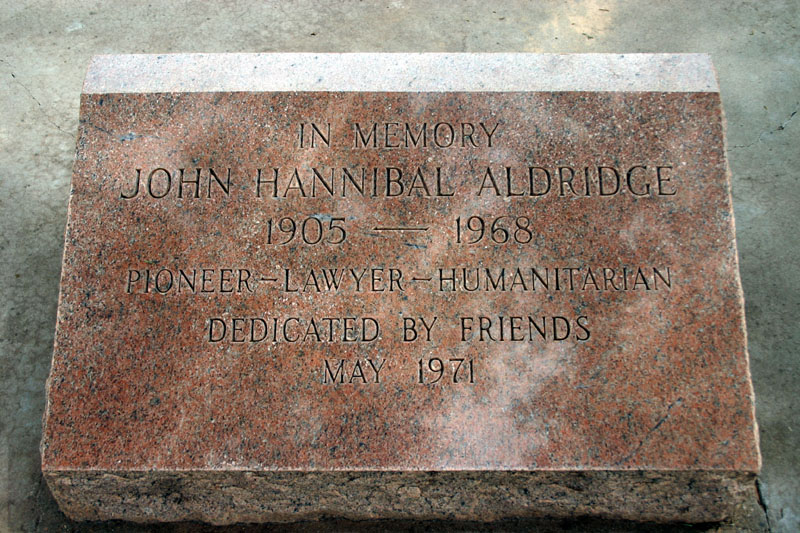 IN MEMORY
JOHN HANNIBAL ALDRIDGE
1905 — 1968
PIONEER-LAWYER-HUMANITARIAN
DEDICATED BY FRIENDS
MAY 1971